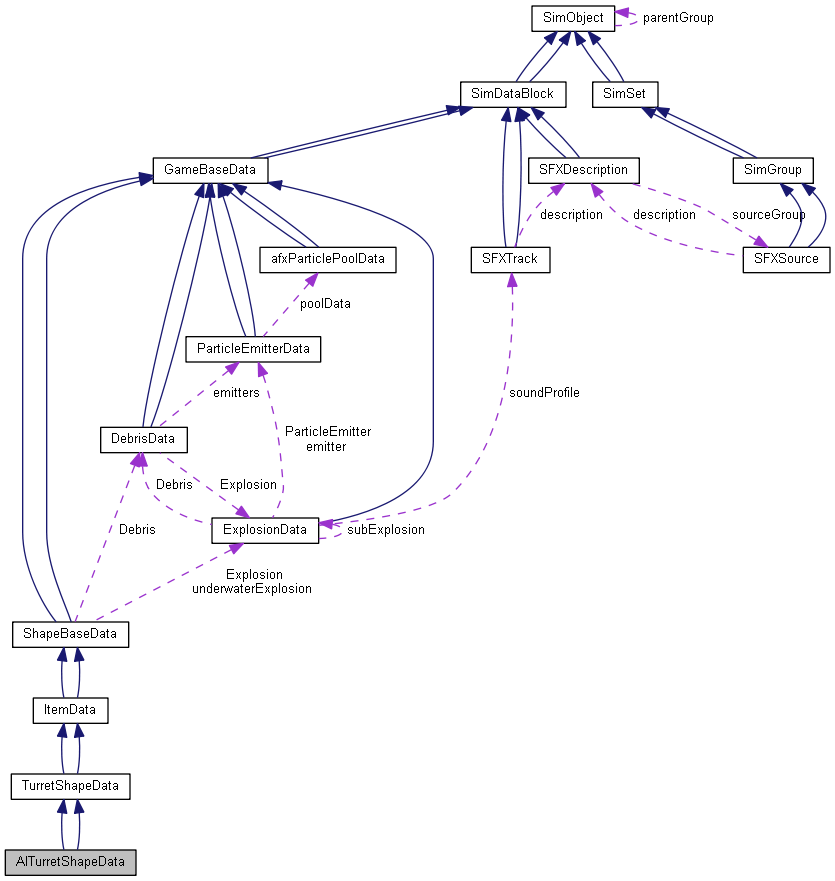 SimObject
parentGroup
SimDataBlock
SimSet
GameBaseData
SFXDescription
SimGroup
description
description
sourceGroup
afxParticlePoolData
SFXTrack
SFXSource
poolData
ParticleEmitterData
emitters
soundProfile
DebrisData
ParticleEmitter
emitter
Debris
Explosion
Debris
ExplosionData
subExplosion
Explosion
underwaterExplosion
ShapeBaseData
ItemData
TurretShapeData
AITurretShapeData